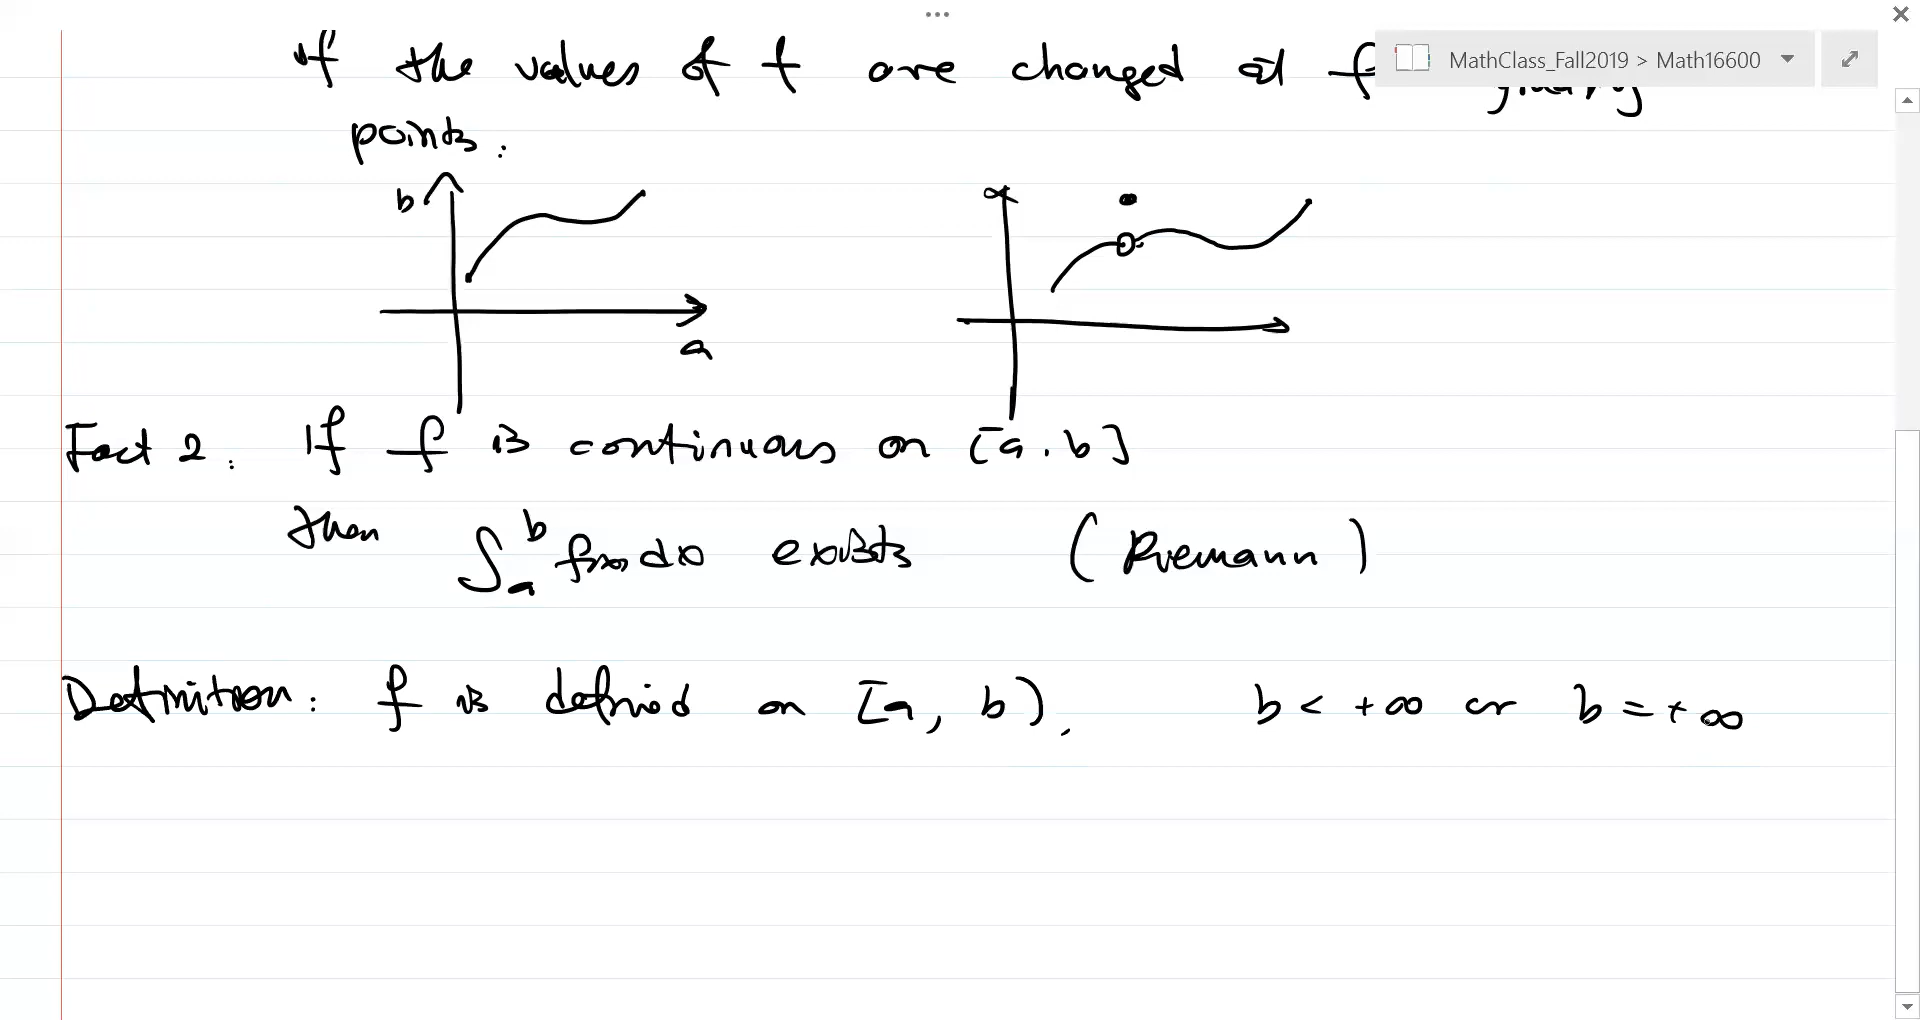 MathClass_Fall2019 > Math16600
if the values of f are changed at
points.
b
a
Fact 2. If f is continuous on [a, b]
then ∫_a^b f(x)dx exists (Riemann)
Definition: f is defined on [a, b), b < +∞ or b = +∞